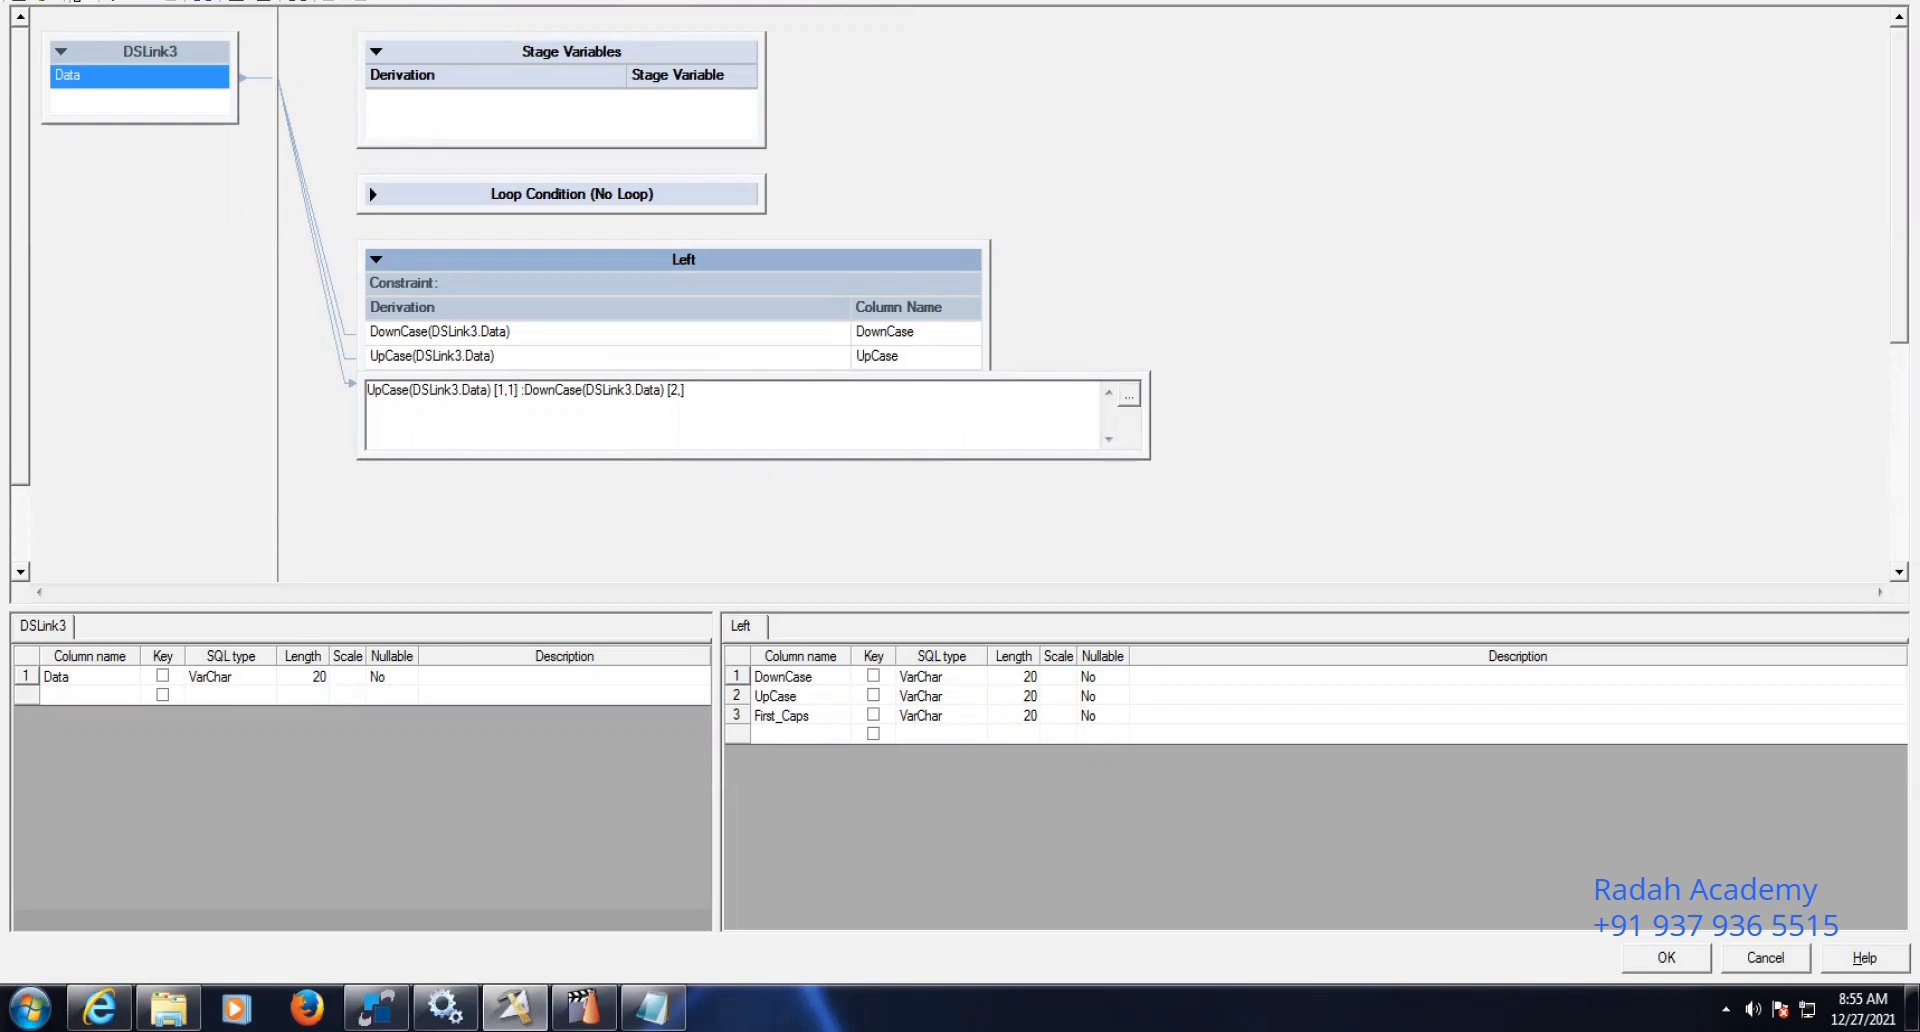 DSLink3
Data
Stage Variables
Derivation Stage Variable
Loop Condition (No Loop)
Left
Constraint:
Derivation Column Name
DownCase(DSLink3.Data) DownCase
UpCase(DSLink3.Data) UpCase
UpCase(DSLink3.Data) [1,1] :DownCase(DSLink3.Data) [2,]
...
DSLink3
Column name Key SQL type Length Scale Nullable Description
1 Data VarChar 20 No
Left
Column name Key SQL type Length Scale Nullable Description
1 DownCase VarChar 20 No
2 UpCase VarChar 20 No
3 First_Caps VarChar 20 No
Radah Academy
+91 937 936 5515
OK Cancel Help
8:55 AM
12/27/2021